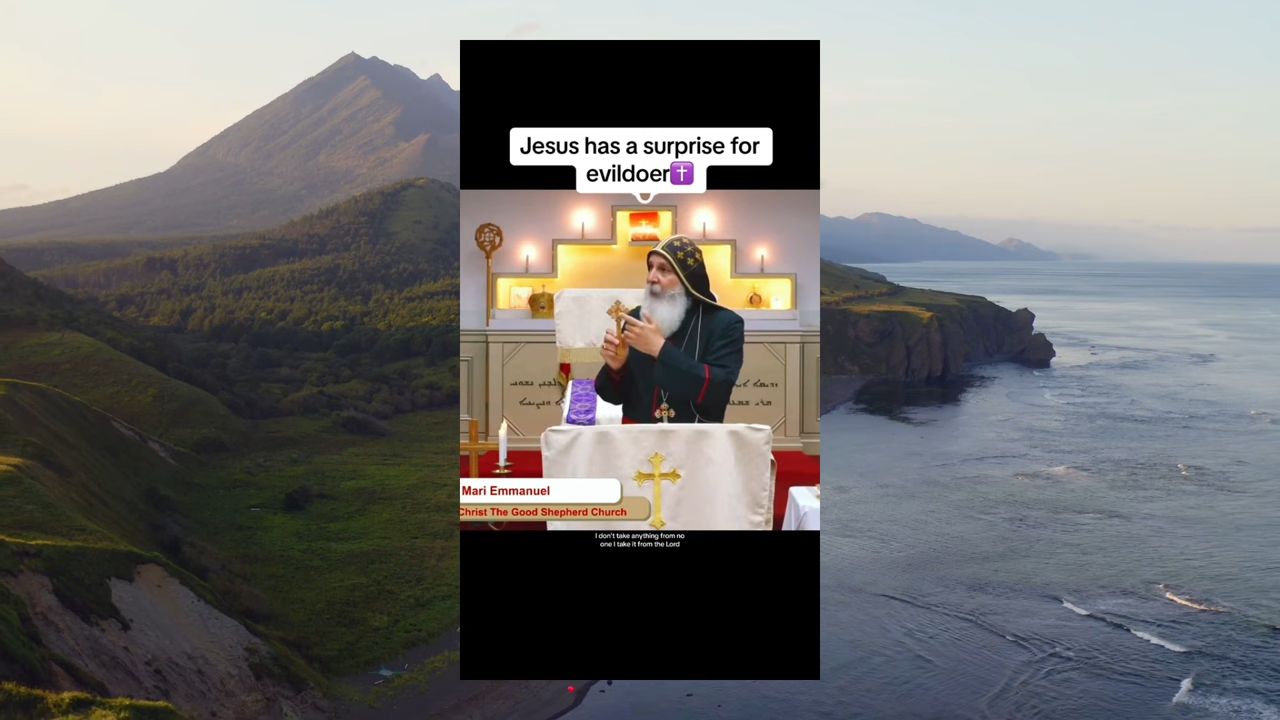 Jesus has a surprise for
evildoer✝️
Mari Emmanuel
Christ The Good Shepherd Church
I don't take anything from no
one I take it from the Lord